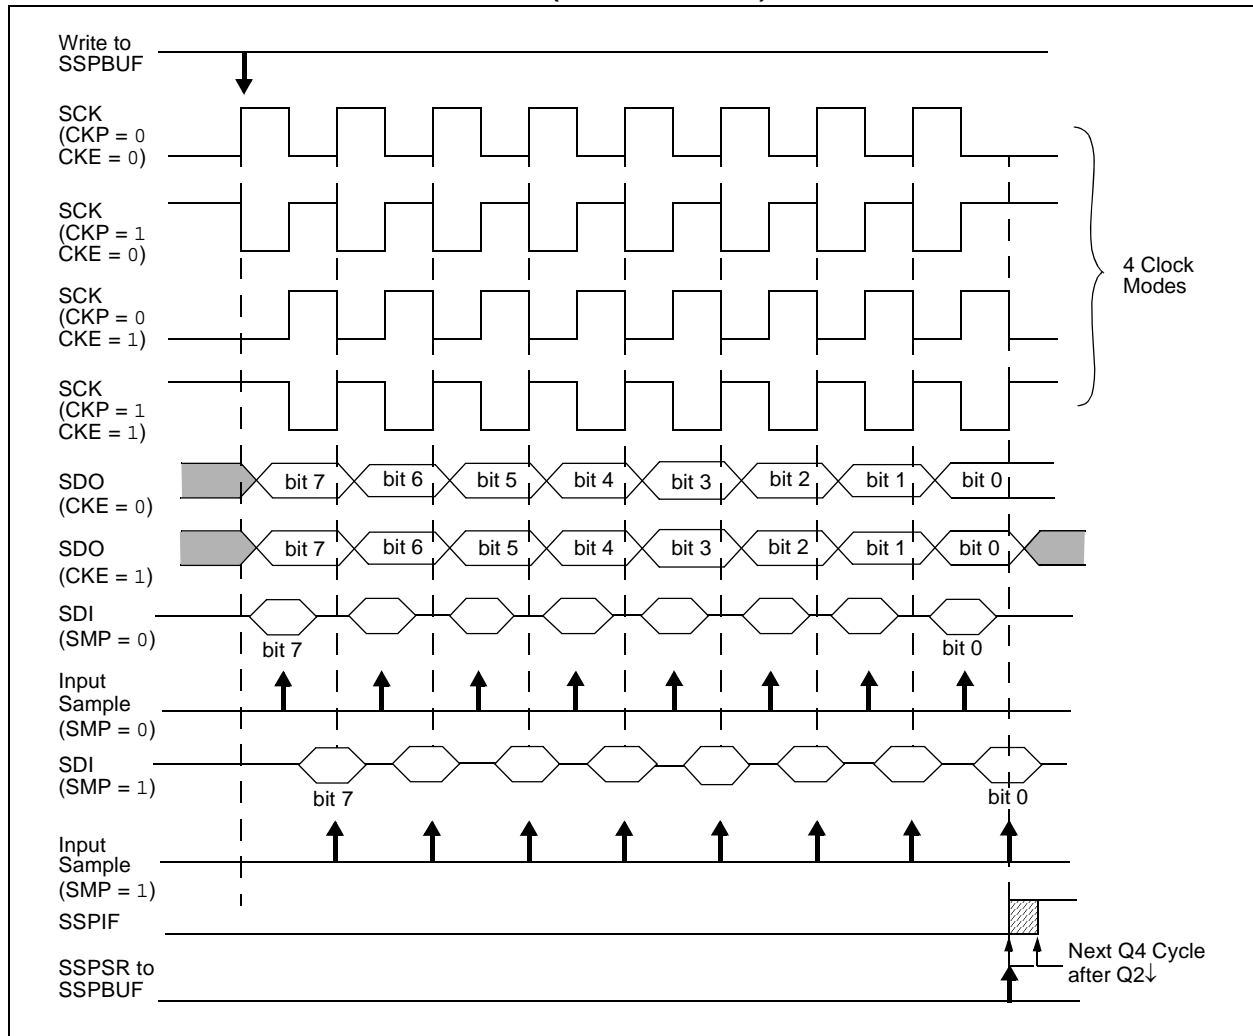 Write to
SSPBUF
SCK
(CKP = 0
CKE = 0)
SCK
(CKP = 1
CKE = 0)
SCK
(CKP = 0
CKE = 1)
SCK
(CKP = 1
CKE = 1)
4 Clock
Modes
SDO
(CKE = 0)
bit 7 bit 6 bit 5 bit 4 bit 3 bit 2 bit 1 bit 0
SDO
(CKE = 1)
bit 7 bit 6 bit 5 bit 4 bit 3 bit 2 bit 1 bit 0
SDI
(SMP = 0)
bit 7 bit 0
Input
Sample
(SMP = 0)
SDI
(SMP = 1)
bit 7 bit 0
Input
Sample
(SMP = 1)
SSPIF
Next Q4 Cycle
after Q2↓
SSPSR to
SSPBUF